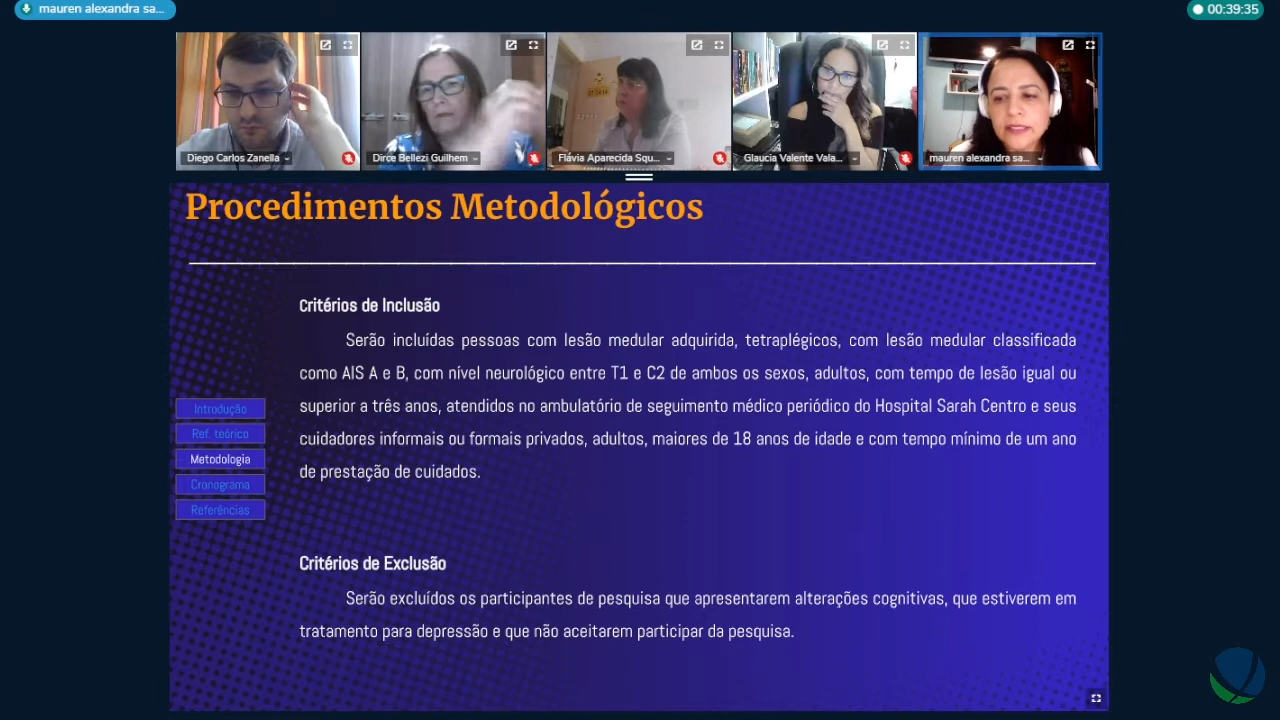 mauren alexandra sa...
00:39:35
Diego Carlos Zanella
Dirce Bellezi Guilhem
Flávia Aparecida Squ...
Glaucia Valente Vala...
mauren alexandra sa...
Procedimentos Metodológicos
Critérios de Inclusão
Serão incluídas pessoas com lesão medular adquirida, tetraplégicos, com lesão medular classificada
como AIS A e B, com nível neurológico entre T1 e C2 de ambos os sexos, adultos, com tempo de lesão igual ou
superior a três anos, atendidos no ambulatório de seguimento médico periódico do Hospital Sarah Centro e seus
cuidadores informais ou formais privados, adultos, maiores de 18 anos de idade e com tempo mínimo de um ano
de prestação de cuidados.
Introdução
Ref. teórico
Metodologia
Cronograma
Referências
Critérios de Exclusão
Serão excluídos os participantes de pesquisa que apresentarem alterações cognitivas, que estiverem em
tratamento para depressão e que não aceitarem participar da pesquisa.